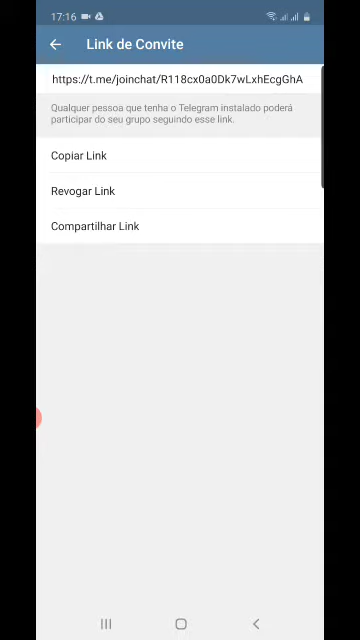 17:16
Link de Convite
https://t.me/joinchat/R118cx0a0Dk7wLxhEcgGhA
Qualquer pessoa que tenha o Telegram instalado poderá
participar do seu grupo seguindo esse link.
Copiar Link
Revogar Link
Compartilhar Link